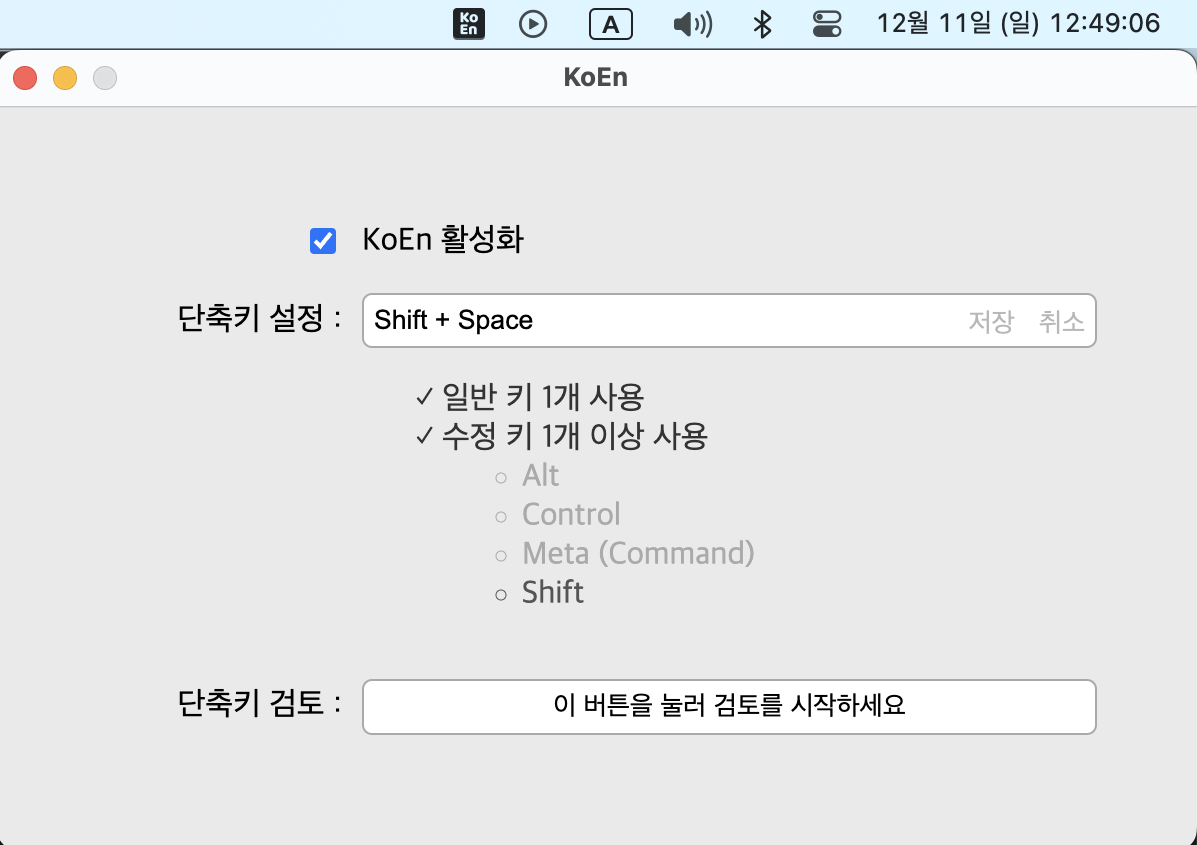 Ko
En
A
12월 11일 (일) 12:49:06
KoEn
KoEn 활성화
단축키 설정 : Shift + Space 저장 취소
✓ 일반 키 1개 사용
✓ 수정 키 1개 이상 사용
○ Alt
○ Control
○ Meta (Command)
○ Shift
단축키 검토 : 이 버튼을 눌러 검토를 시작하세요